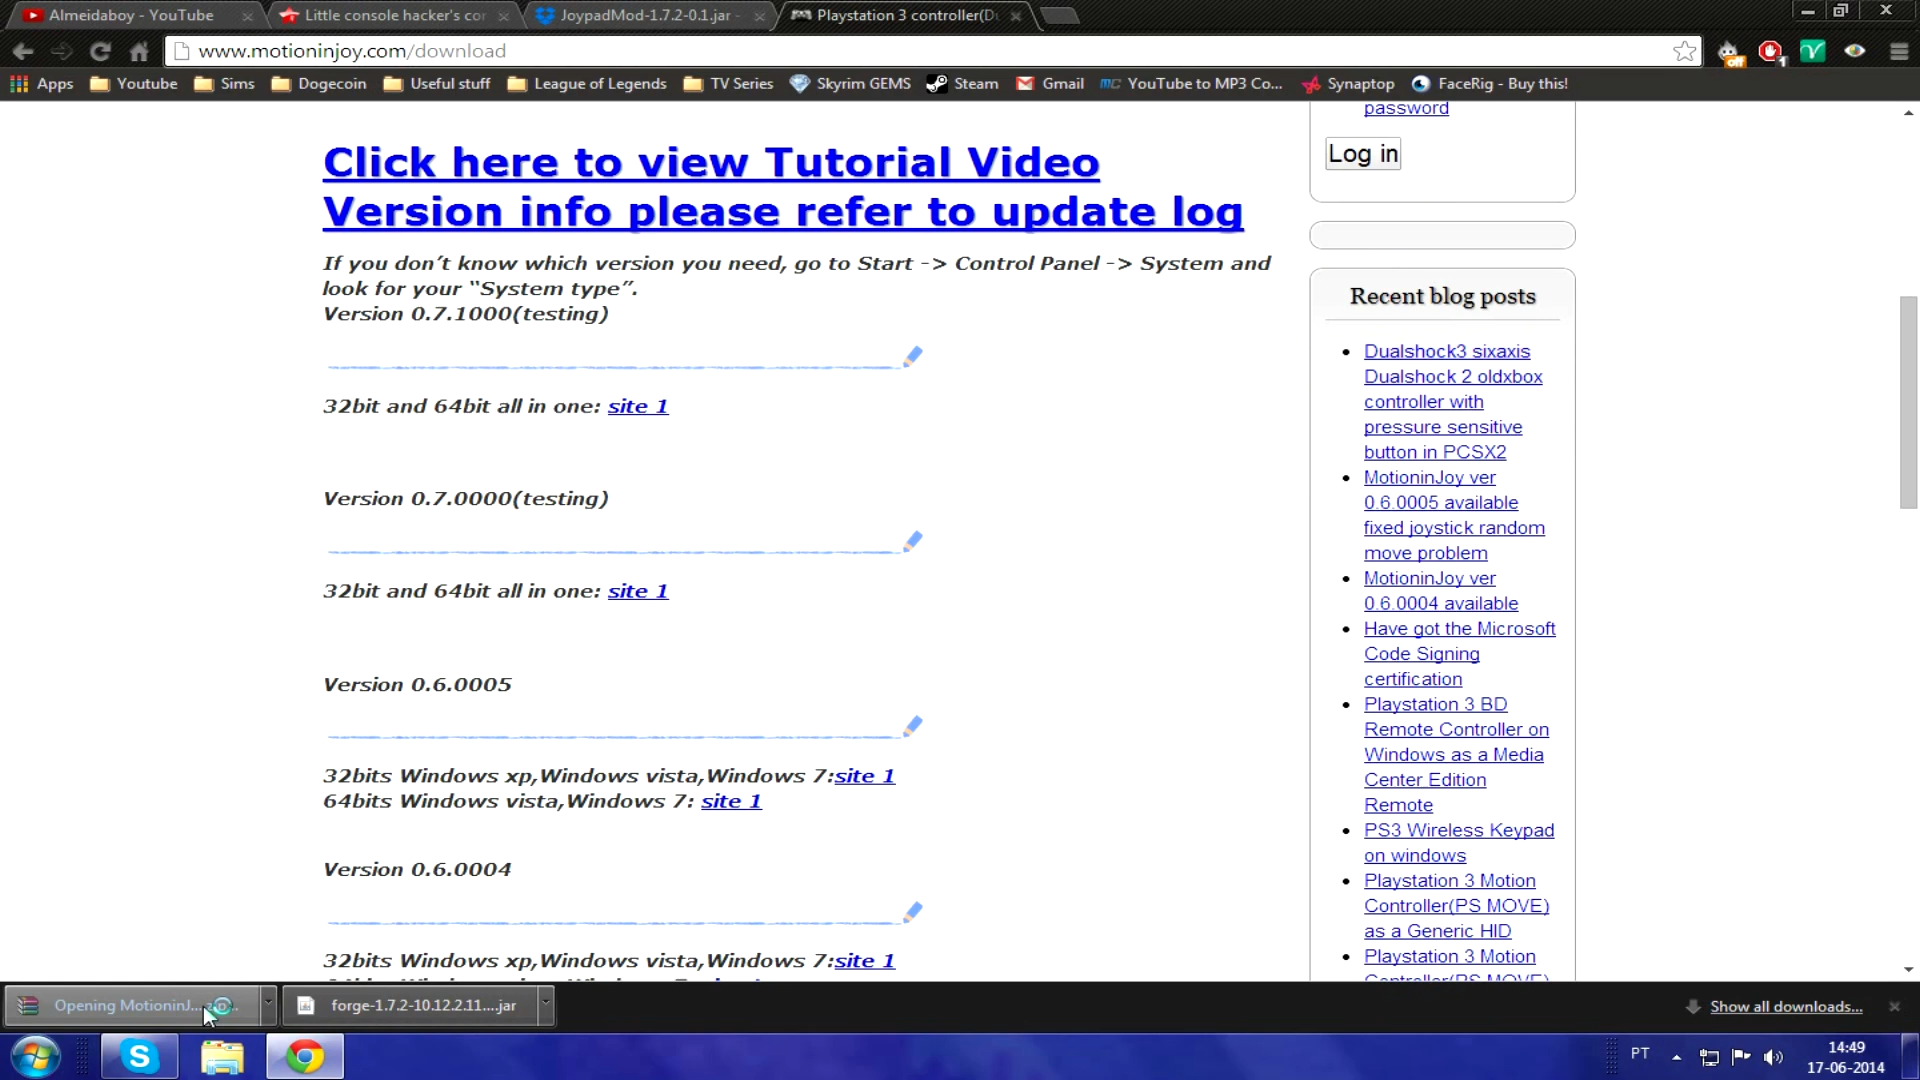 Almeidaboy - YouTube
Little console hacker's cor
JoypadMod-1.7.2-0.1.jar -
Playstation 3 controller(Du
www.motioninjoy.com/download
off
1
Apps
Youtube
Sims
Dogecoin
Useful stuff
League of Legends
TV Series
Skyrim GEMS
Steam
Gmail
YouTube to MP3 Co...
Synaptop
FaceRig - Buy this!
password
Log in
Click here to view Tutorial Video
Version info please refer to update log
If you don't know which version you need, go to Start -> Control Panel -> System and
look for your “System type”.
Version 0.7.1000(testing)
32bit and 64bit all in one: site 1
Version 0.7.0000(testing)
32bit and 64bit all in one: site 1
Version 0.6.0005
32bits Windows xp,Windows vista,Windows 7:site 1
64bits Windows vista,Windows 7: site 1
Version 0.6.0004
32bits Windows xp,Windows vista,Windows 7:site 1
Recent blog posts
Dualshock3 sixaxis
Dualshock 2 oldxbox
controller with
pressure sensitive
button in PCSX2
MotioninJoy ver
0.6.0005 available
fixed joystick random
move problem
MotioninJoy ver
0.6.0004 available
Have got the Microsoft
Code Signing
certification
Playstation 3 BD
Remote Controller on
Windows as a Media
Center Edition
Remote
PS3 Wireless Keypad
on windows
Playstation 3 Motion
Controller(PS MOVE)
as a Generic HID
Playstation 3 Motion
Controller(PS MOVE)
Opening MotioninJ...
forge-1.7.2-10.12.2.11....jar
Show all downloads...
PT
14:49
17-06-2014